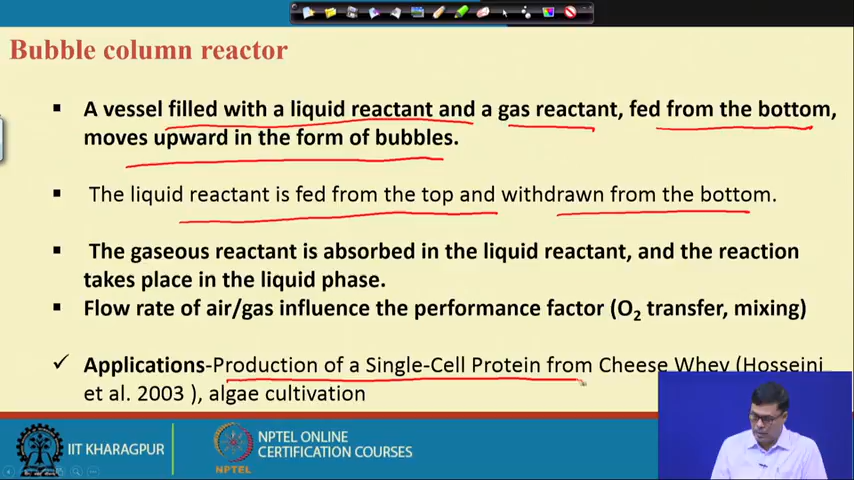 Bubble column reactor
▪ A vessel filled with a liquid reactant and a gas reactant, fed from the bottom,
moves upward in the form of bubbles.
▪ The liquid reactant is fed from the top and withdrawn from the bottom.
▪ The gaseous reactant is absorbed in the liquid reactant, and the reaction
takes place in the liquid phase.
▪ Flow rate of air/gas influence the performance factor (O₂ transfer, mixing)
✓ Applications-Production of a Single-Cell Protein from Cheese Whey (Hosseini
et al. 2003 ), algae cultivation
IIT KHARAGPUR
NPTEL
NPTEL ONLINE
CERTIFICATION COURSES